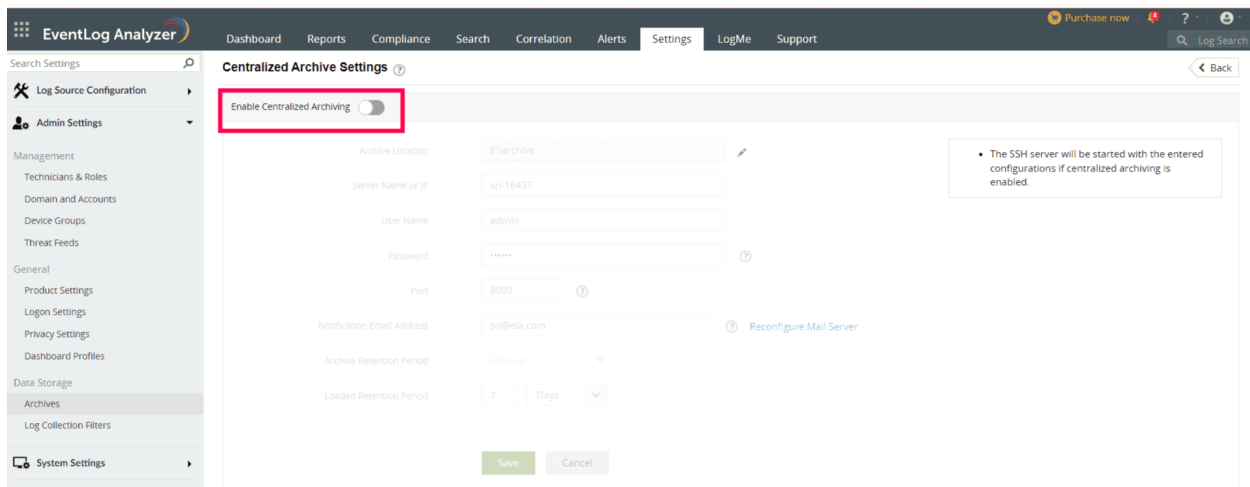 EventLog Analyzer
Purchase now 4 ?
Dashboard Reports Compliance Search Correlation Alerts Settings LogMe Support
Log Search
Search Settings
Centralized Archive Settings ?
Back
Log Source Configuration
Enable Centralized Archiving
Admin Settings
Management
Technicians & Roles
Domain and Accounts
Device Groups
Threat Feeds
General
Product Settings
Logon Settings
Privacy Settings
Dashboard Profiles
Data Storage
Archives
Log Collection Filters
System Settings
Archive Location E:\archive
Server Name or IP sri-16437
User Name admin
Password •••••• ?
Port 8080 ?
Notification Email Address sri@ela.com ? Reconfigure Mail Server
Archive Retention Period Forever
Loaded Retention Period 7 Days
Save Cancel
• The SSH server will be started with the entered
configurations if centralized archiving is
enabled.